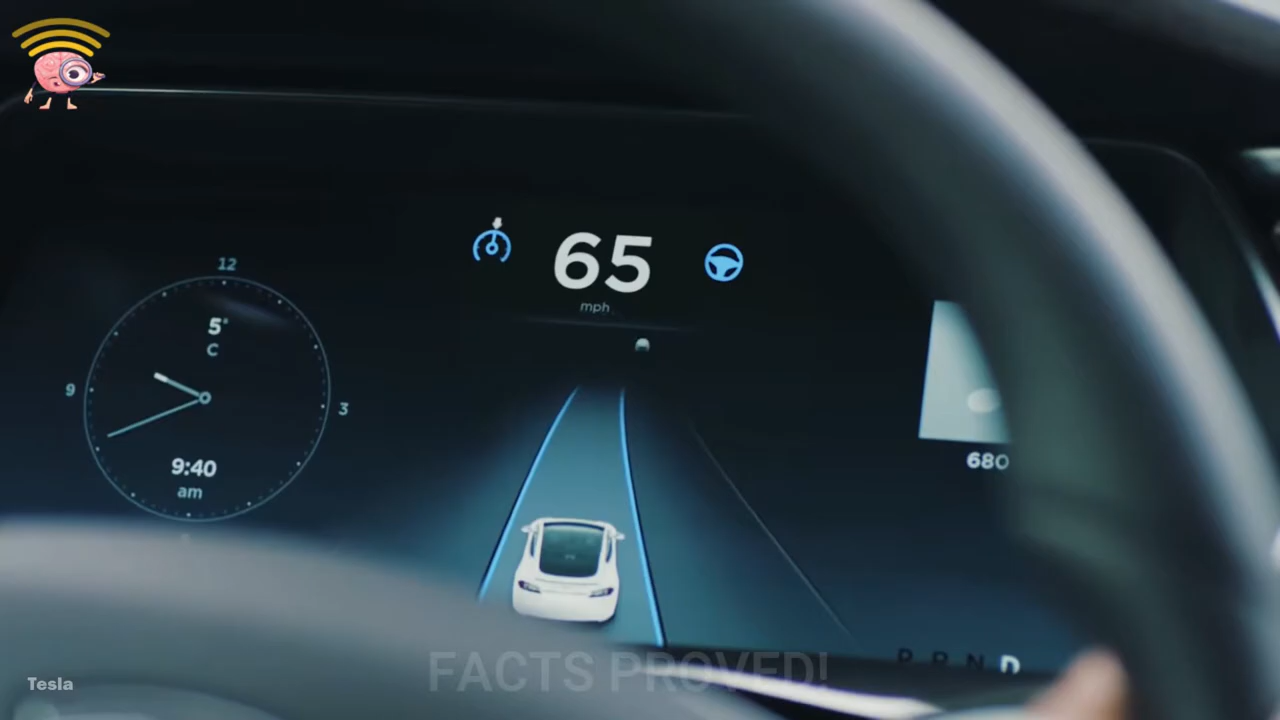 12
65
mph
5°
C
9
3
9:40
am
680
P R N D
FACTS PROVED!
Tesla